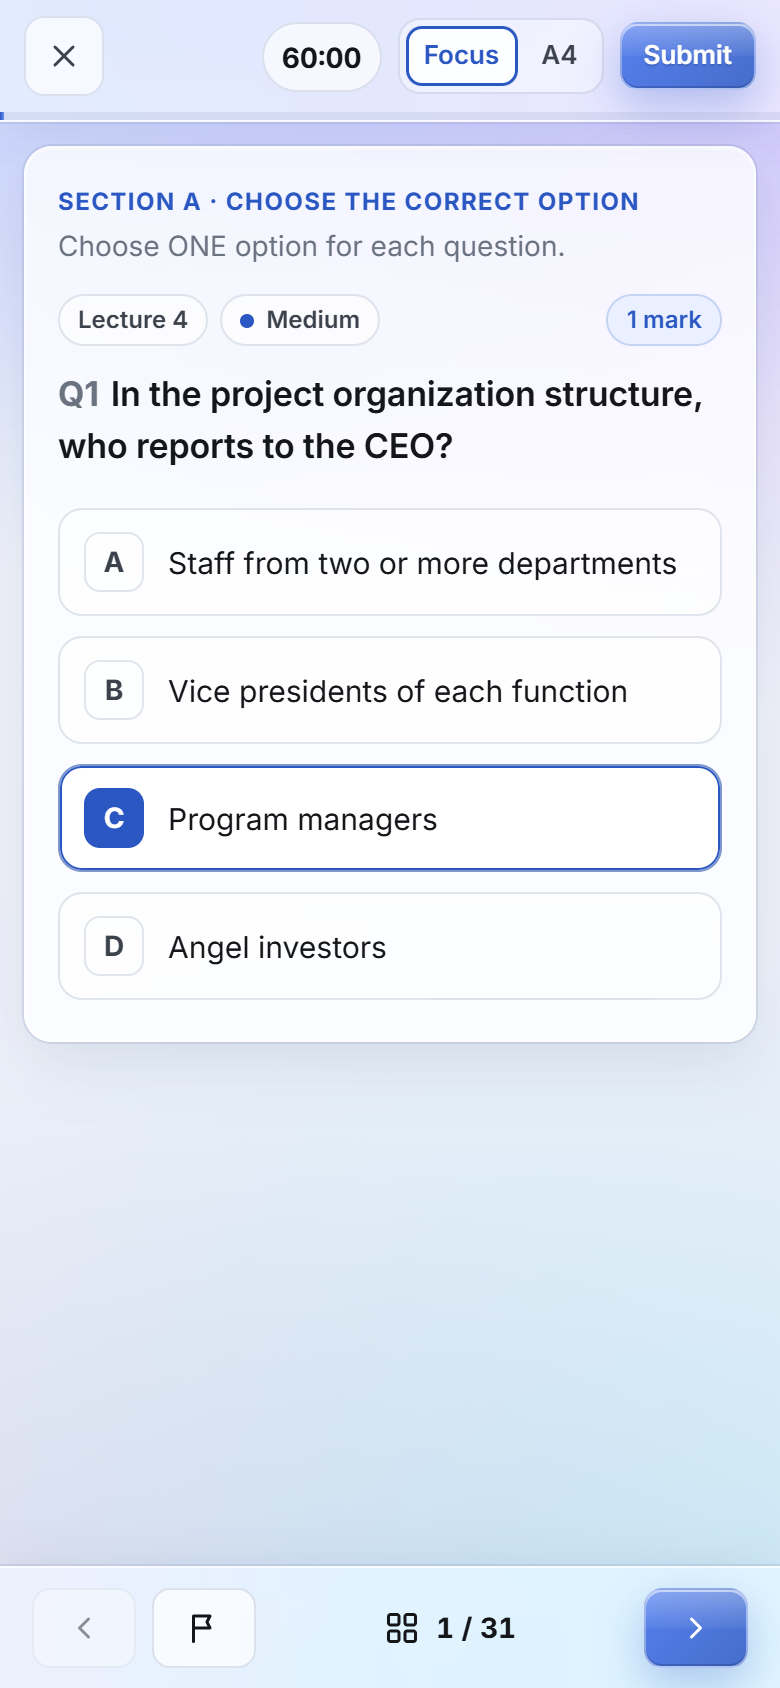 60:00
Focus
A4
Submit
SECTION A · CHOOSE THE CORRECT OPTION
Choose ONE option for each question.
Lecture 4
Medium
1 mark
Q1 In the project organization structure,
who reports to the CEO?
A Staff from two or more departments
B Vice presidents of each function
C Program managers
D Angel investors
1 / 31